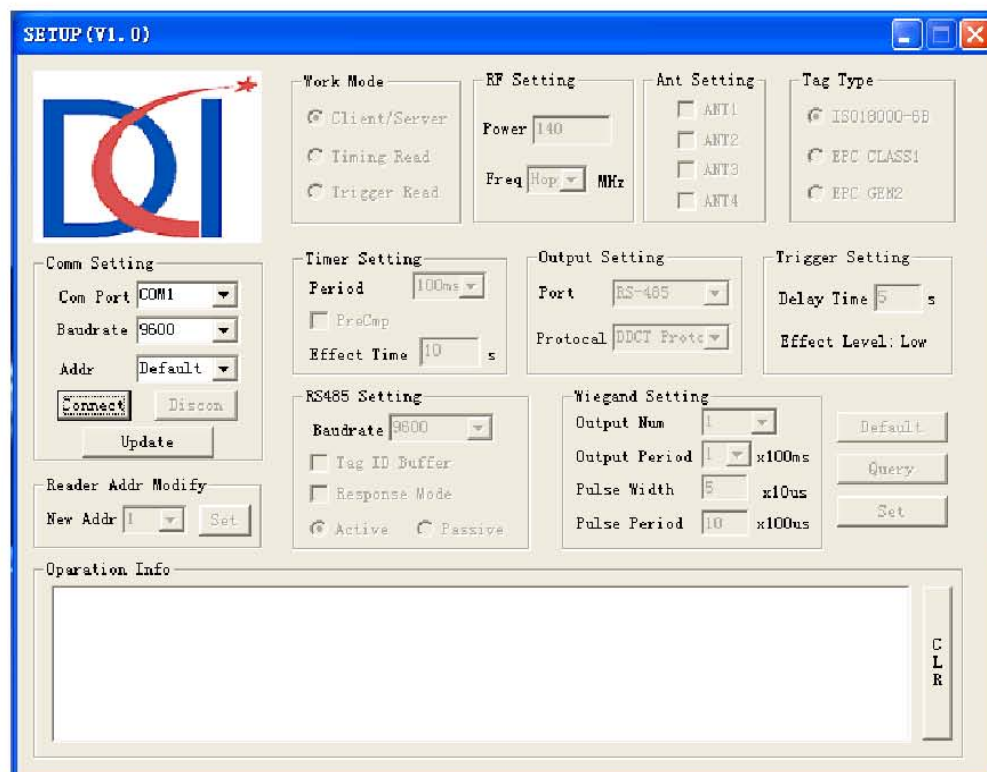 SETUP(V1.0)
DCI
Work Mode
Client/Server
Timing Read
Trigger Read
RF Setting
Power 140
Freq Hop MHz
Ant Setting
ANT1
ANT2
ANT3
ANT4
Tag Type
ISO18000-6B
EPC CLASS1
EPC GEN2
Comm Setting
Com Port COM1
Baudrate 9600
Addr Default
Connect Discon
Update
Timer Setting
Period 100ms
PreCmp
Effect Time 10 s
Output Setting
Port RS-485
Protocal DDCT Protc
Trigger Setting
Delay Time 5 s
Effect Level: Low
Reader Addr Modify
New Addr 1 Set
RS485 Setting
Baudrate 9600
Tag ID Buffer
Response Mode
Active Passive
Wiegand Setting
Output Num 1
Output Period 1 x100ms
Pulse Width 5 x10us
Pulse Period 10 x100us
Default
Query
Set
Oparation Info
CLR